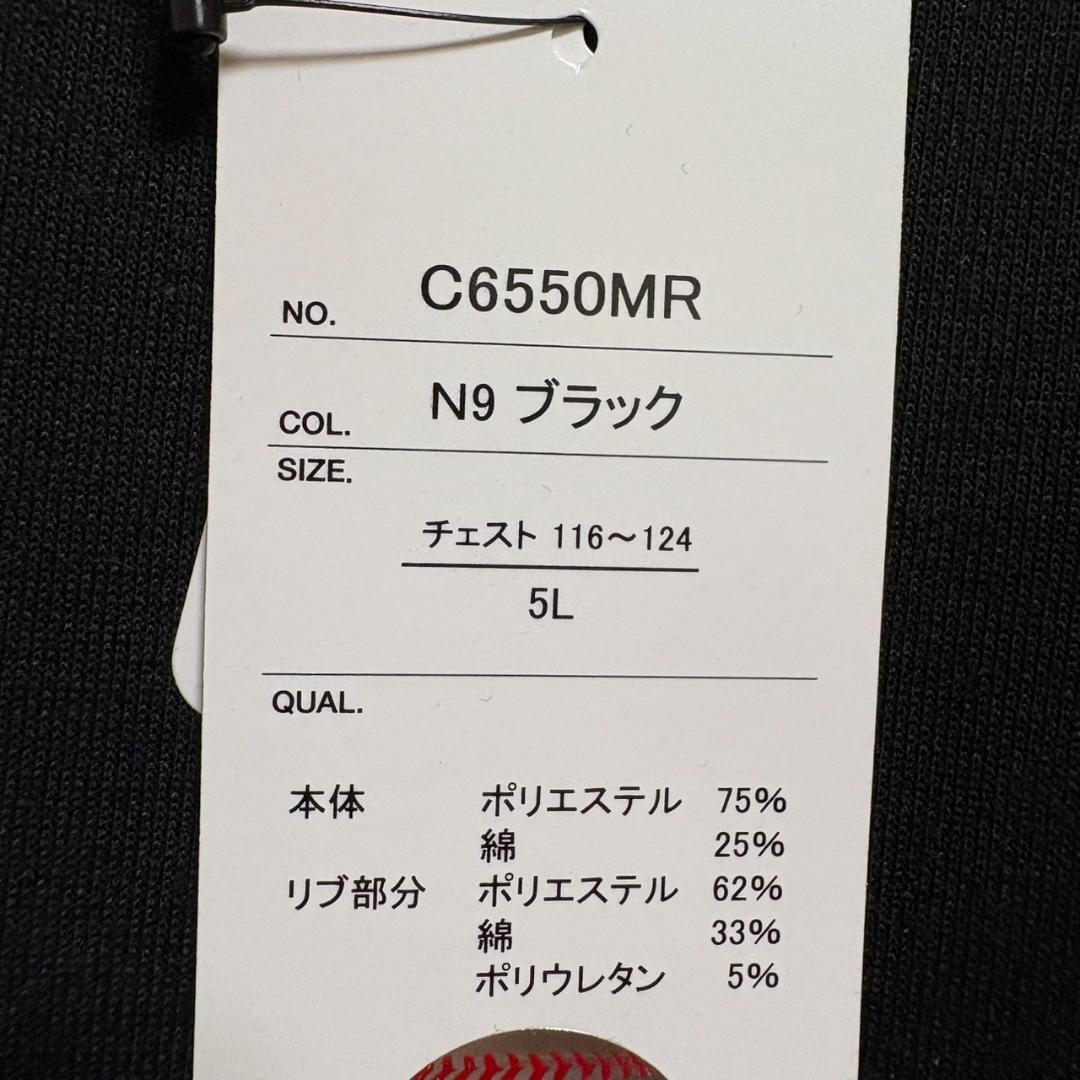 NO. C6550MR
COL. N9 ブラック
SIZE.
チェスト 116～124
5L
QUAL.
本体 ポリエステル 75%
綿 25%
リブ部分 ポリエステル 62%
綿 33%
ポリウレタン 5%